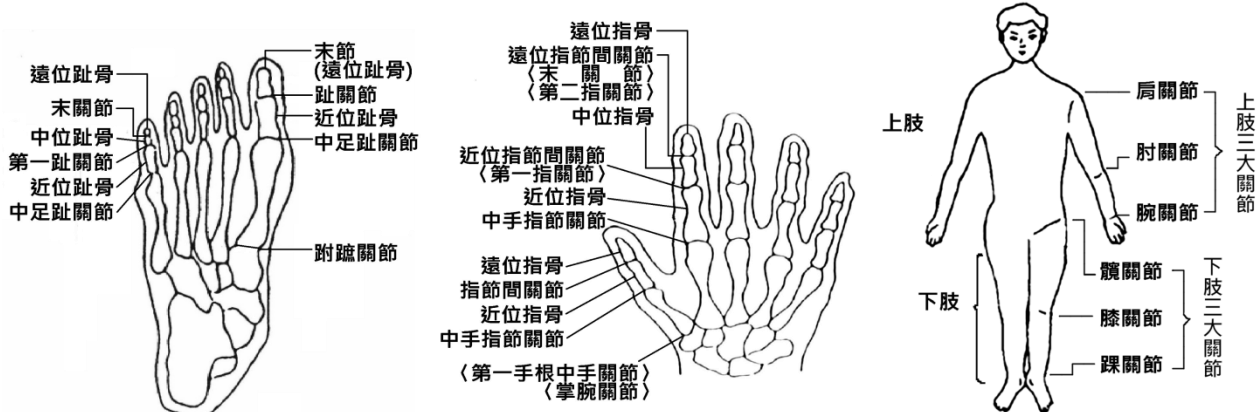 遠位趾骨
末關節
中位趾骨
第一趾關節
近位趾骨
中足趾關節
末節
(遠位趾骨)
趾關節
近位趾骨
中足趾關節
跗蹠關節
遠位指骨
遠位指節間關節
〈末關節〉
〈第二指關節〉
中位指骨
近位指節間關節
〈第一指關節〉
近位指骨
中手指節關節
遠位指骨
指節間關節
近位指骨
中手指節關節
〈第一手根中手關節〉
〈掌腕關節〉
上肢
肩關節
肘關節
腕關節
上肢三大關節
下肢
髖關節
膝關節
踝關節
下肢三大關節